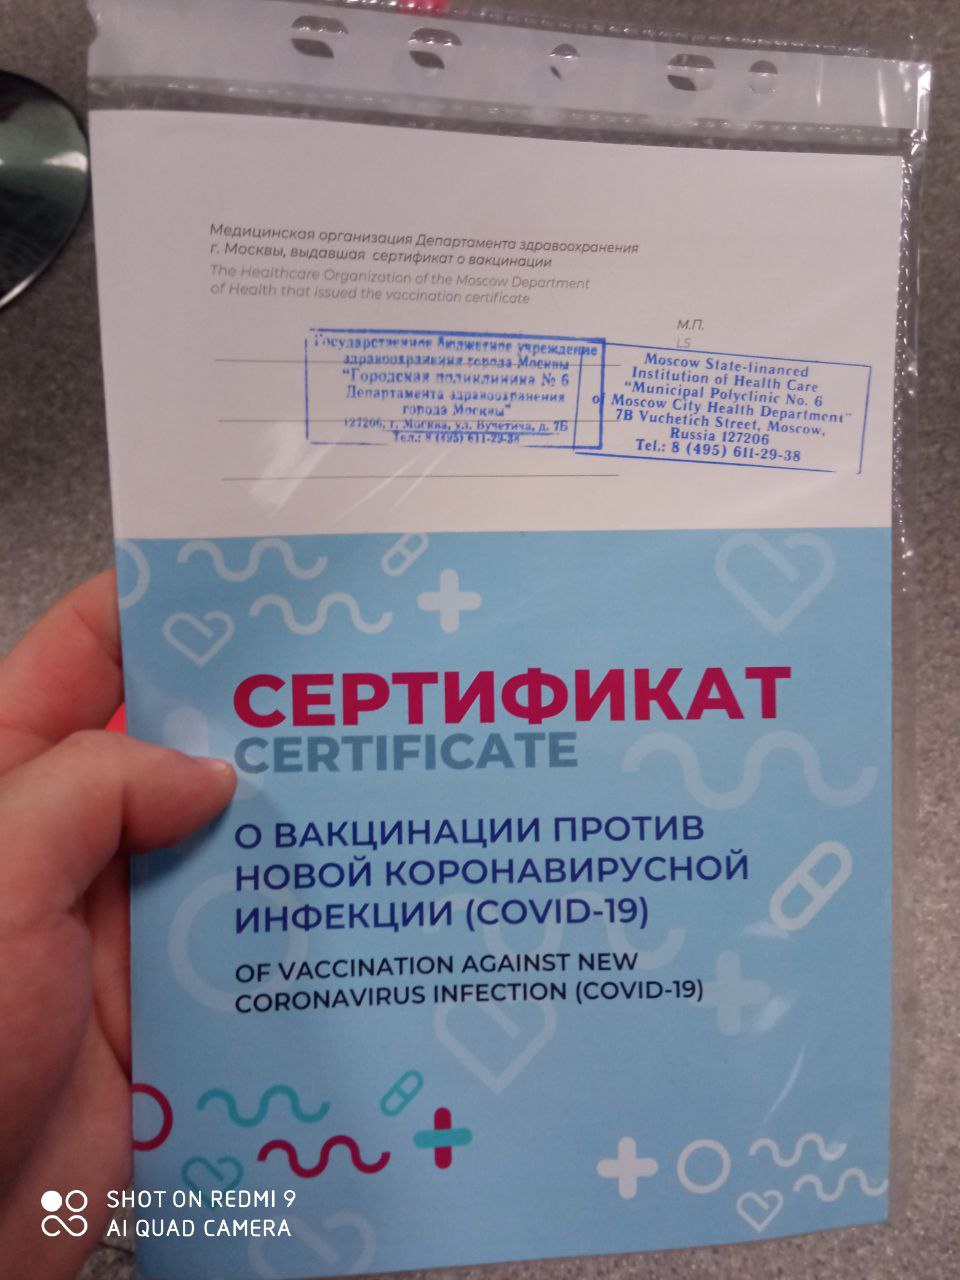 Медицинская организация Департамента здравоохранения
г. Москвы, выдавшая сертификат о вакцинации
The Healthcare Organization of the Moscow Department
of Health that issued the vaccination certificate
М.П.
LS
Государственное бюджетное учреждение
здравоохранения города Москвы
"Городская поликлиника № 6
Департамента здравоохранения
города Москвы"
127206, г. Москва, ул. Вучетича, д. 7Б
Тел.: 8 (495) 611-29-38
Moscow State-financed
Institution of Health Care
"Municipal Polyclinic No. 6
of Moscow City Health Department"
7B Vuchetich Street, Moscow,
Russia 127206
Tel.: 8 (495) 611-29-38
СЕРТИФИКАТ
CERTIFICATE
О ВАКЦИНАЦИИ ПРОТИВ
НОВОЙ КОРОНАВИРУСНОЙ
ИНФЕКЦИИ (COVID-19)
OF VACCINATION AGAINST NEW
CORONAVIRUS INFECTION (COVID-19)
SHOT ON REDMI 9
AI QUAD CAMERA